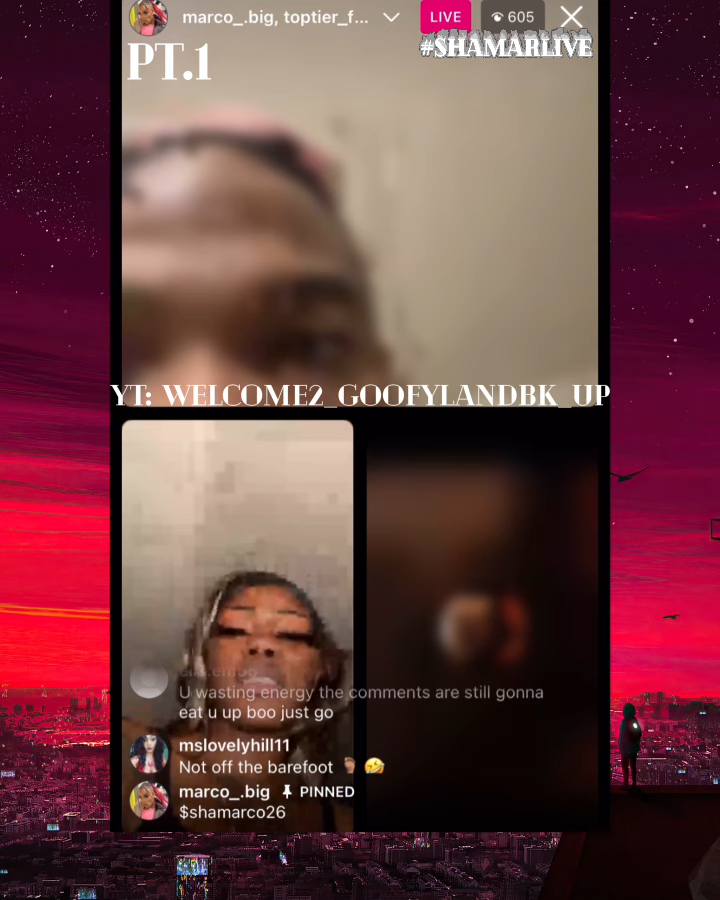 marco_.big, toptier_f...
LIVE
605
#SHAMARLIVE
PT.1
YT: WELCOME2_GOOFYLANDBK_UP
U wasting energy the comments are still gonna
eat u up boo just go
mslovelyhill11
Not off the barefoot 🦶🏾🤣
marco_.big 📌 PINNED
$shamarco26